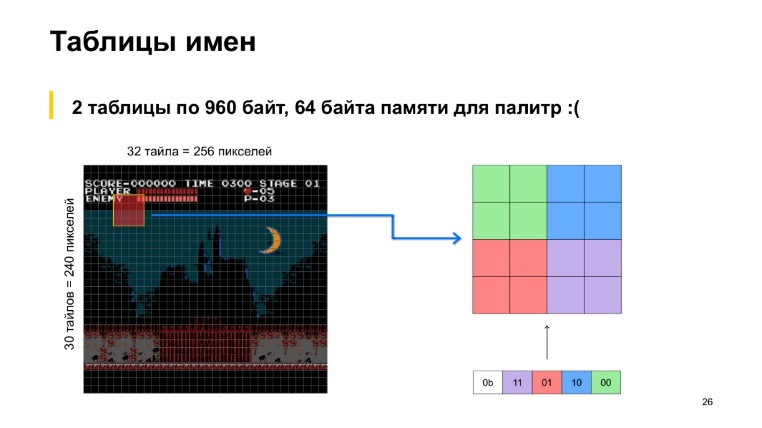 Таблицы имен
2 таблицы по 960 байт, 64 байта памяти для палитр :(
32 тайла = 256 пикселей
30 тайлов = 240 пикселей
SCORE-000000 TIME 0300 STAGE 01
PLAYER -05
ENEMY P-03
0b 11 01 10 00
26